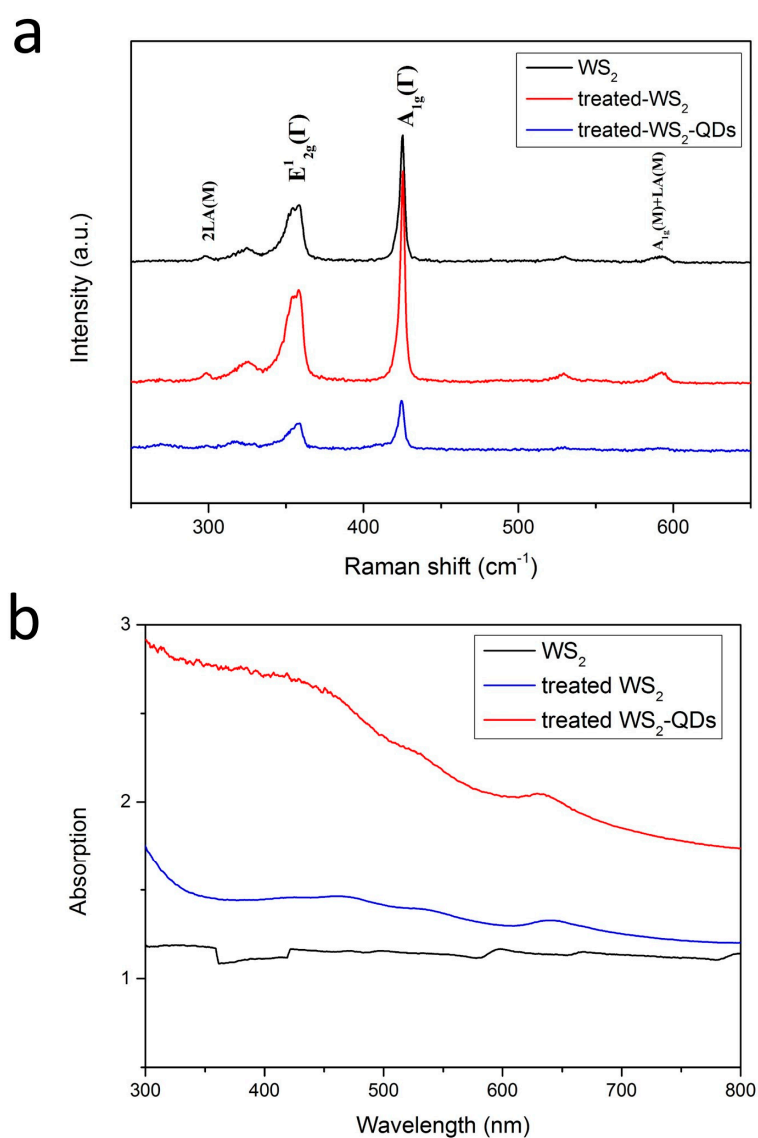 a
WS₂
treated-WS₂
treated-WS₂-QDs
2LA(M)
E¹₂g(Γ)
A₁g(Γ)
A₁g(M)+LA(M)
Intensity (a.u.)
300 400 500 600
Raman shift (cm⁻¹)
b
WS₂
treated WS₂
treated WS₂-QDs
3
2
1
Absorption
300 400 500 600 700 800
Wavelength (nm)